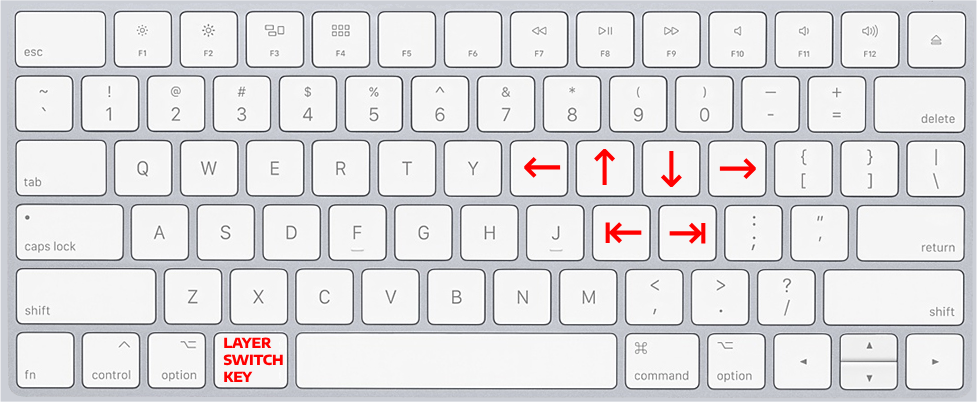 esc F1 F2 F3 F4 F5 F6 F7 F8 F9 F10 F11 F12
~ ! @ # $ % ^ & * ( ) — +
` 1 2 3 4 5 6 7 8 9 0 - = delete
tab Q W E R T Y ← ↑ ↓ → { } |
[ ] \
caps lock A S D F G H J ⇤ ⇥ : " return
; '
shift Z X C V B N M < > ? shift
, . /
LAYER
SWITCH
KEY
fn control option command option